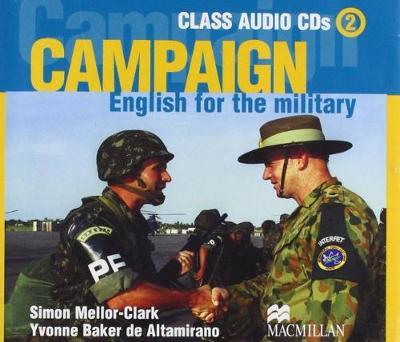 CLASS AUDIO CDs 2
Campaign
CAMPAIGN
English for the military
PF
INTERFET
Simon Mellor-Clark
Yvonne Baker de Altamirano
MACMILLAN